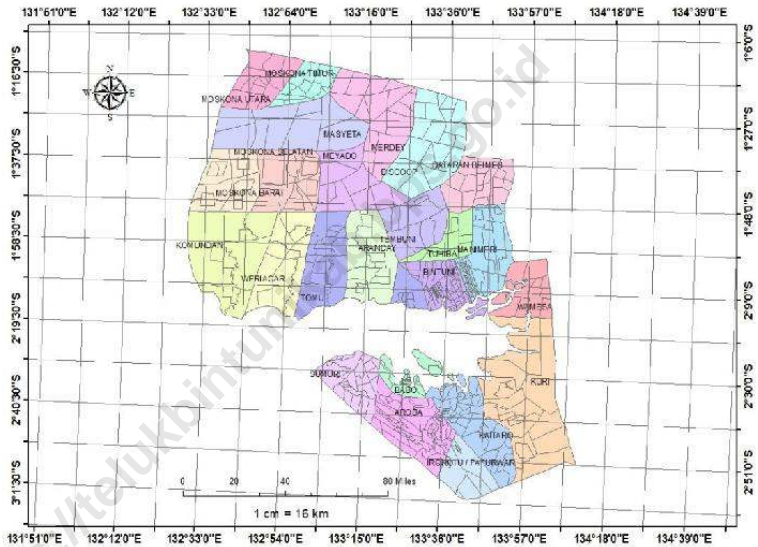 131°51'0"E 132°12'0"E 132°33'0"E 132°54'0"E 133°15'0"E 133°36'0"E 133°57'0"E 134°18'0"E 134°39'0"E
1°16'30"S
1°37'30"S
1°58'30"S
2°19'30"S
2°40'30"S
3°1'30"S
N
W E
S
MOSKONA TIMUR
MOSKONA UTARA
MASYETA
MERDEY
MOSKONA SELATAN
MEYADO
DISCOOP
DATARAN BEIMES
MOSKONA BARAT
KOMUNDAN
TEMBUNI
ARANDAY
TUHIBA
MANIMERI
WERIAGAR
BINTUNI
TOMU
WAMESA
SUMURI
BABO
KURI
ARODA
KAITARO
0 20 40 80 Miles
1 cm = 16 km
1°6'0"S
1°27'0"S
1°48'0"S
2°9'0"S
2°30'0"S
2°51'0"S
131°51'0"E 132°12'0"E 132°33'0"E 132°54'0"E 133°15'0"E 133°36'0"E 133°57'0"E 134°18'0"E 134°39'0"E